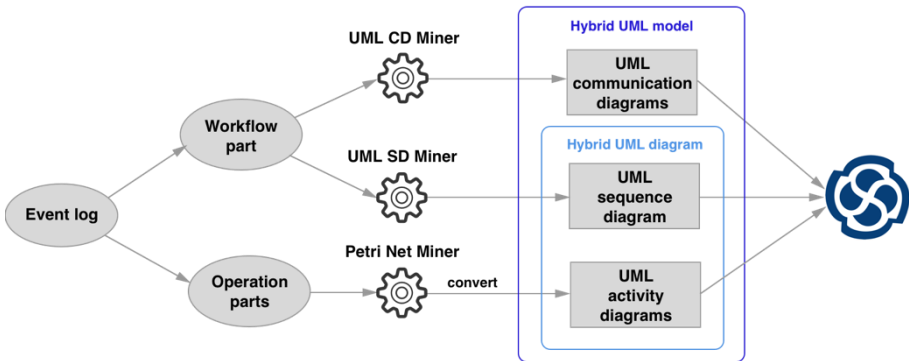 UML CD Miner
Hybrid UML model
UML
communication
diagrams
Workflow
part
Hybrid UML diagram
UML SD Miner
UML
sequence
diagram
Event log
Petri Net Miner
Operation
parts
convert
UML
activity
diagrams